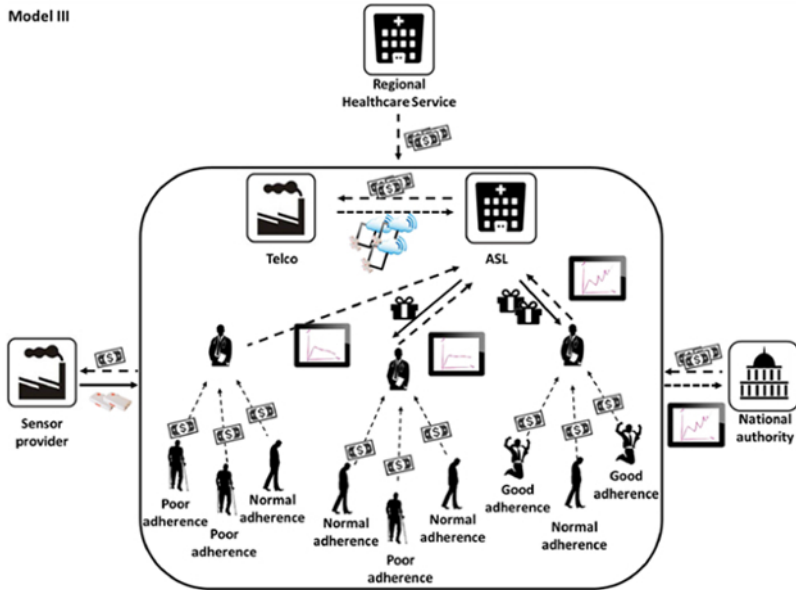 Model III
Regional
Healthcare Service
Telco
ASL
Sensor
provider
National
authority
Poor
adherence
Poor
adherence
Normal
adherence
Normal
adherence
Poor
adherence
Normal
adherence
Good
adherence
Normal
adherence
Good
adherence